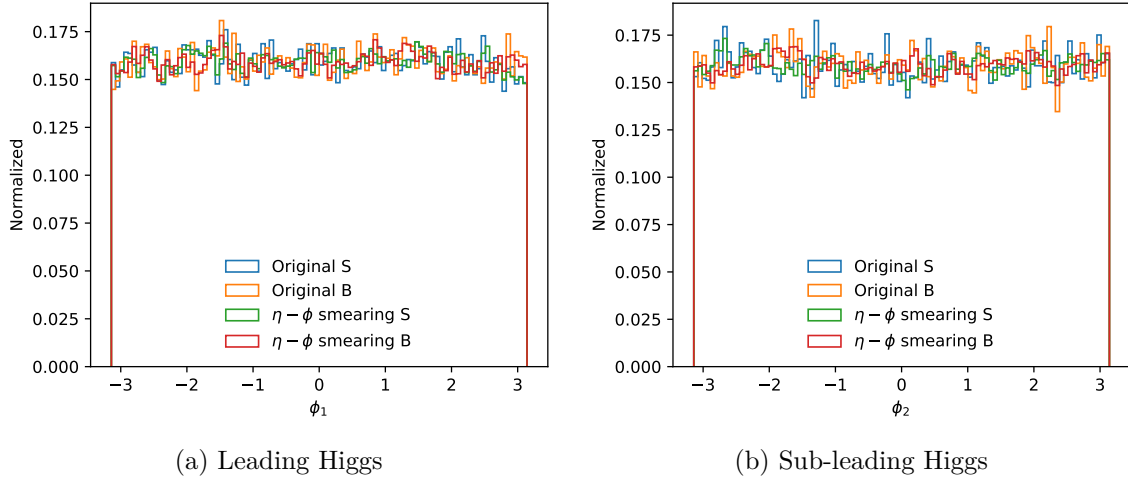 0.175
0.150
0.125
0.100
0.075
0.050
0.025
0.000
Normalized
Original S
Original B
η − ϕ smearing S
η − ϕ smearing B
−3 −2 −1 0 1 2 3
ϕ1
(a) Leading Higgs
0.175
0.150
0.125
0.100
0.075
0.050
0.025
0.000
Normalized
Original S
Original B
η − ϕ smearing S
η − ϕ smearing B
−3 −2 −1 0 1 2 3
ϕ2
(b) Sub-leading Higgs